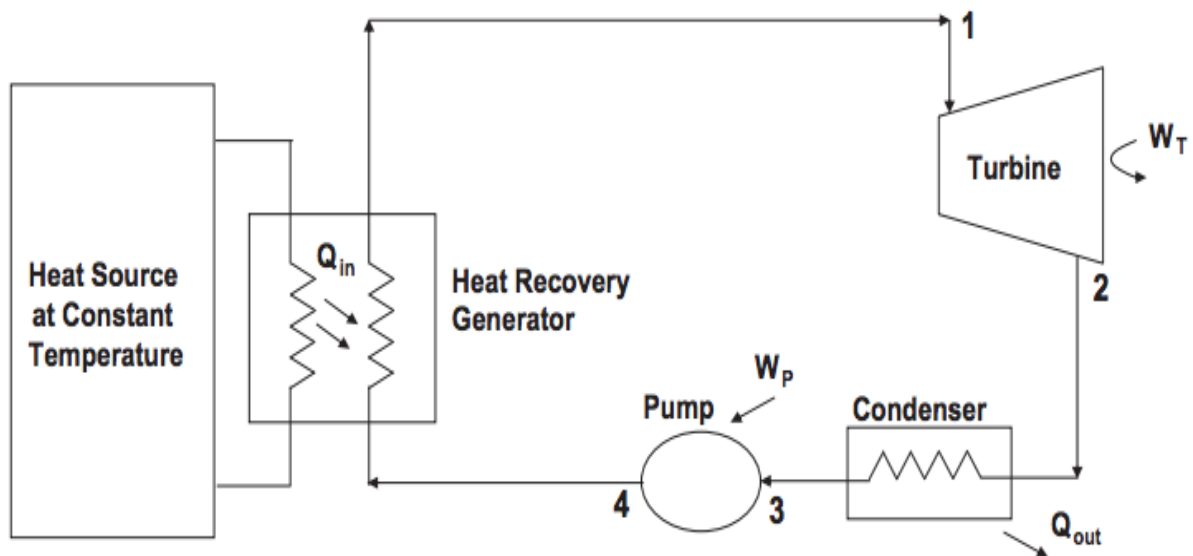 1
W_T
Turbine
Heat Source
at Constant
Temperature
Q_in
Heat Recovery
Generator
2
W_P
Pump
Condenser
4
3
Q_out